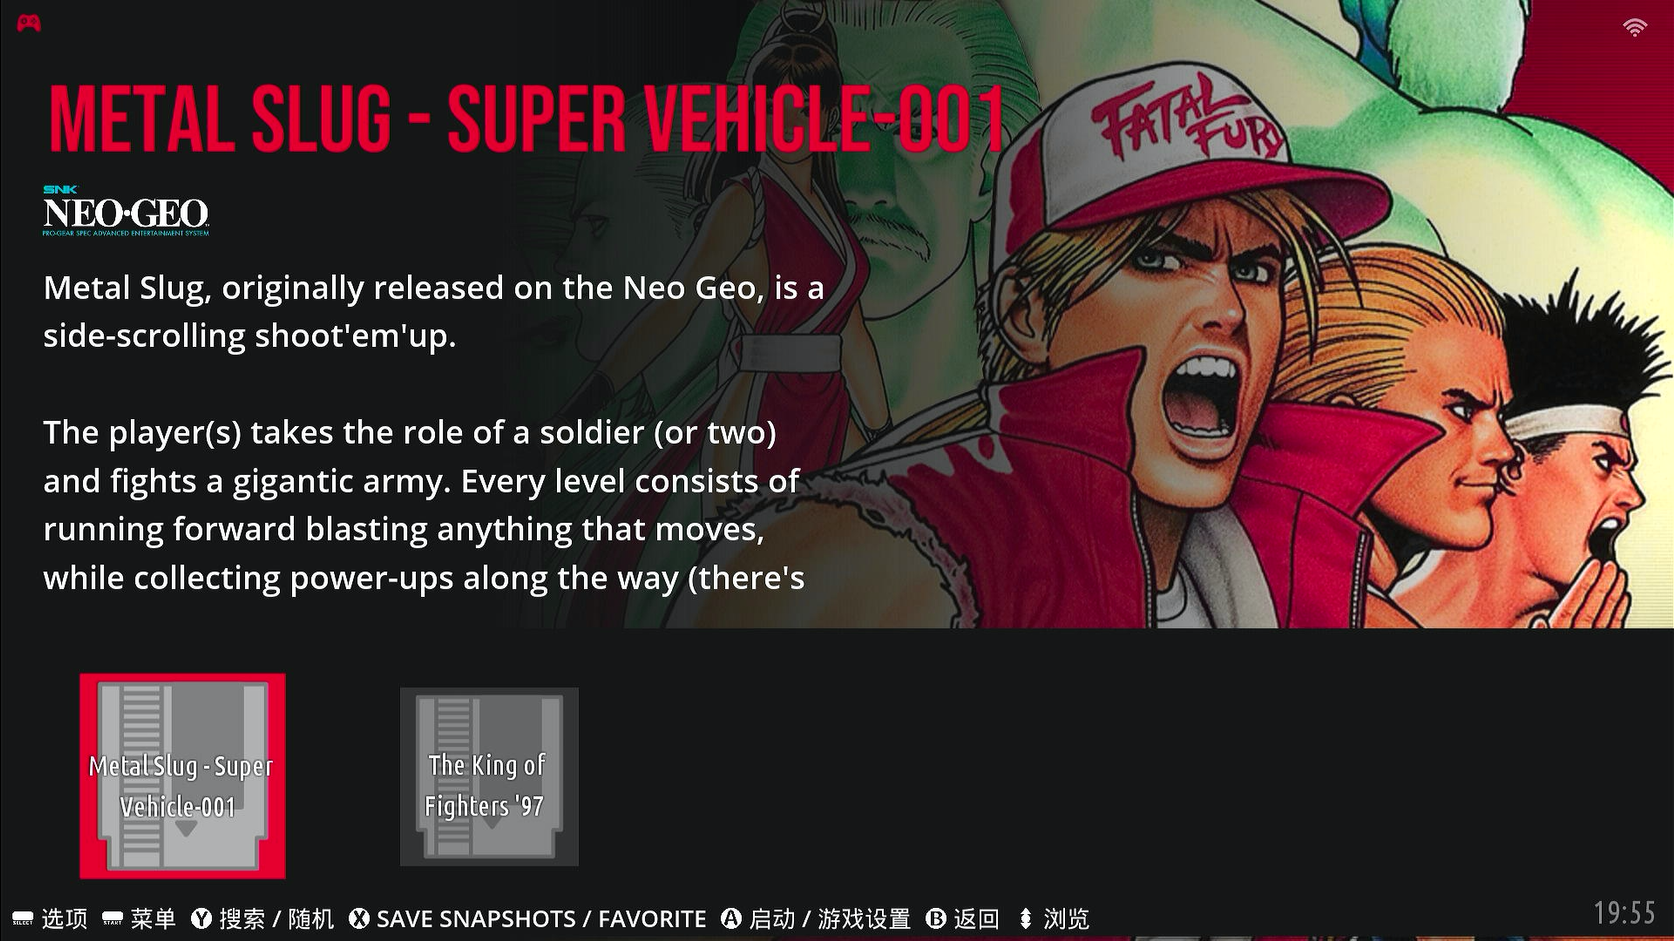 METAL SLUG - SUPER VEHICLE-001
FATAL
FURY
SNK
NEO·GEO
PRO-GEAR SPEC ADVANCED ENTERTAINMENT SYSTEM
Metal Slug, originally released on the Neo Geo, is a
side-scrolling shoot'em'up.
The player(s) takes the role of a soldier (or two)
and fights a gigantic army. Every level consists of
running forward blasting anything that moves,
while collecting power-ups along the way (there's
Metal Slug - Super
Vehicle-001
The King of
Fighters '97
SELECT 选项 START 菜单 Y 搜索 / 随机 X SAVE SNAPSHOTS / FAVORITE A 启动 / 游戏设置 B 返回 浏览
19:55